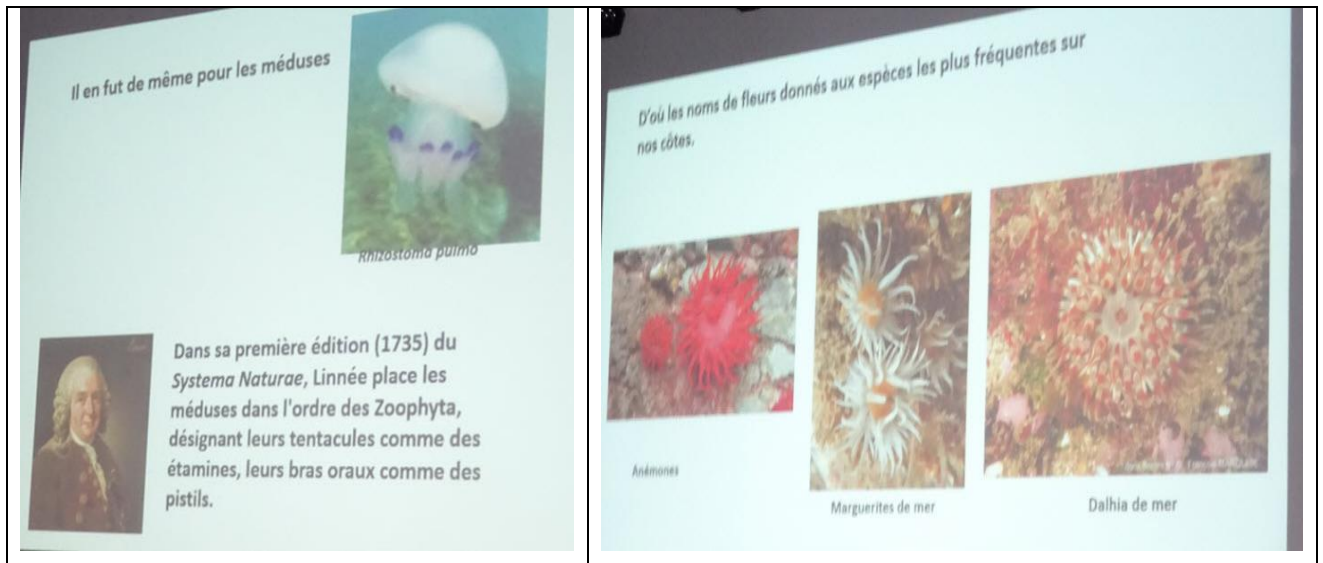 Il en fut de même pour les méduses
Rhizostoma pulmo
Dans sa première édition (1735) du
Systema Naturae, Linnée place les
méduses dans l'ordre des Zoophyta,
désignant leurs tentacules comme des
étamines, leurs bras oraux comme des
pistils.
D'où les noms de fleurs donnés aux espèces les plus fréquentes sur
nos côtes.
Anémones
Marguerites de mer
Dalhia de mer